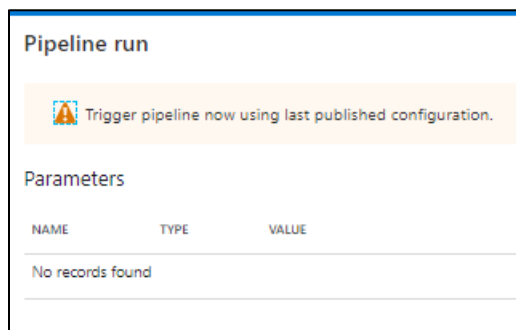 Pipeline run
Trigger pipeline now using last published configuration.
Parameters
NAME TYPE VALUE
No records found